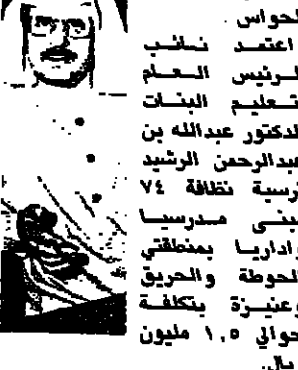 الحواس .
اعتمد نائب
الرئيس العام
لتعليم البنات
الدكتور عبدالله بن
عبدالرحمن الرشيد
ترسية نظافة ٧٤
مبنى مدرسيا
واداريا بمنطقتي
الحوطة والحريق
وعنيزة بتكلفة
حوالي ١,٥ مليون
ريال.